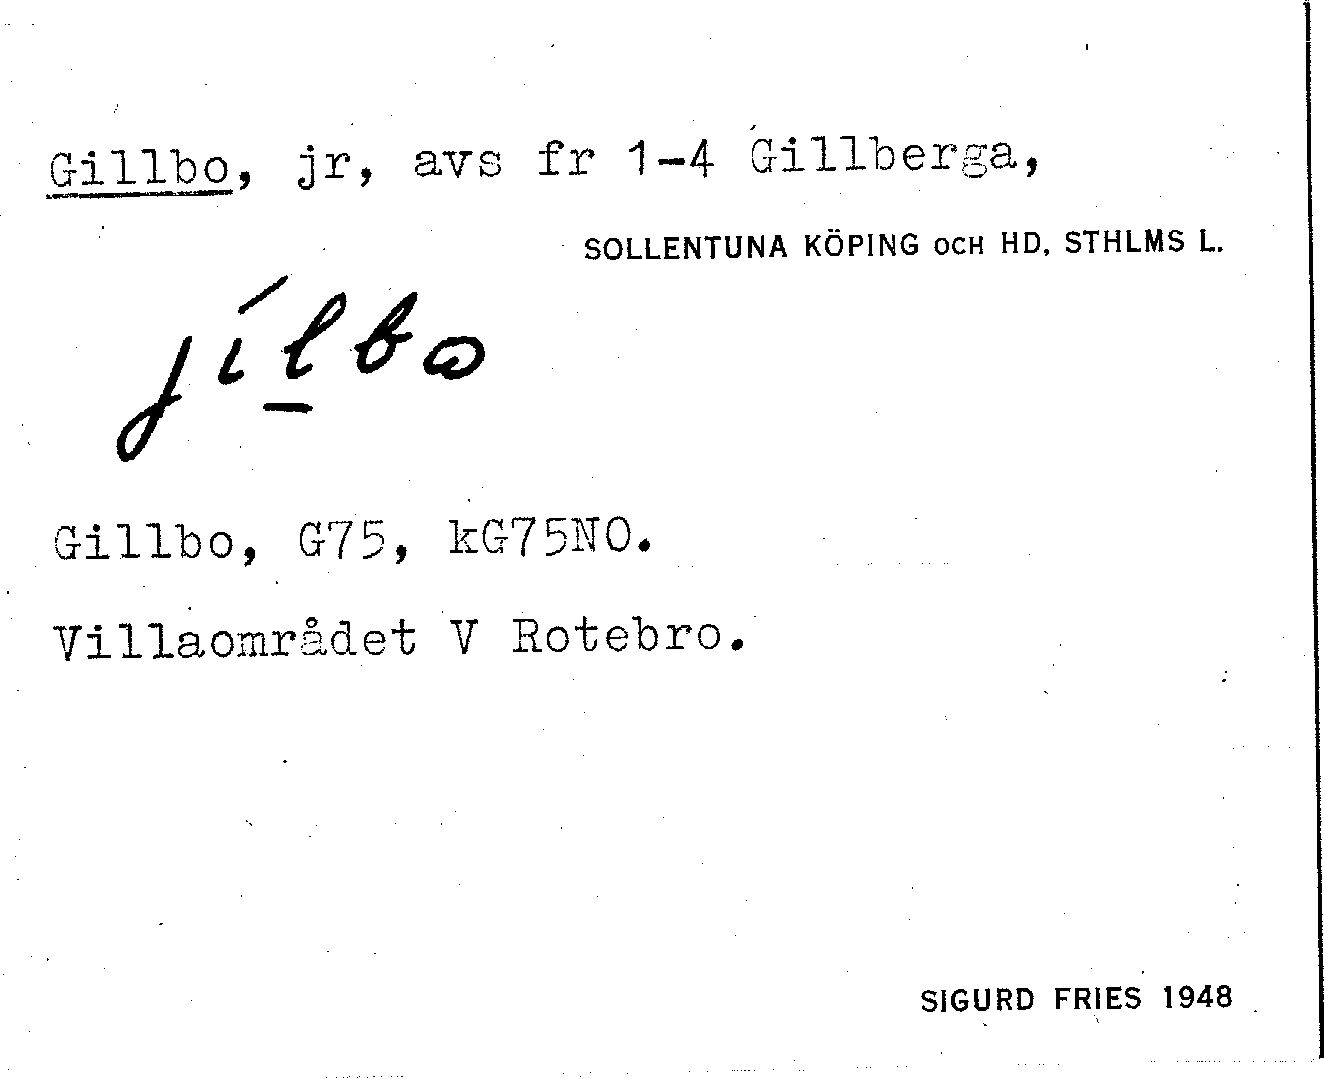 Gillbo, jr, avs fr 1-4 Gillberga,
SOLLENTUNA KÖPING OCH HD, STHLMS L.
jílbɷ
Gillbo, G75, kG75NO.
Villaområdet V Rotebro.
SIGURD FRIES 1948